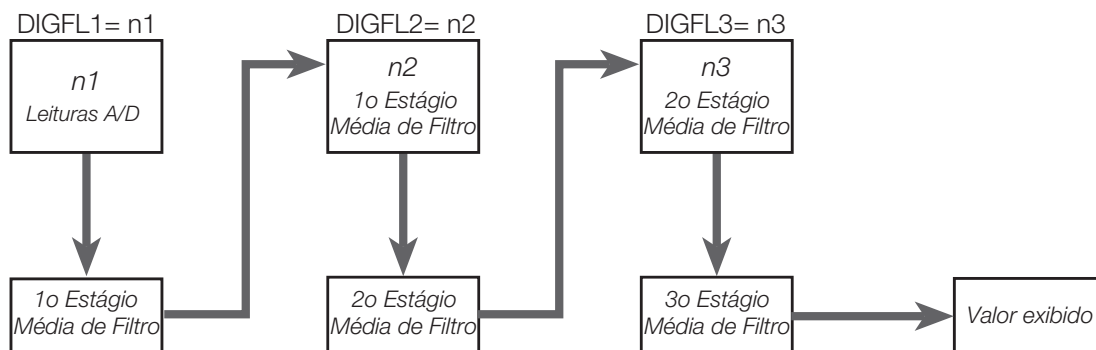 DIGFL1= n1
n1
Leituras A/D
1o Estágio
Média de Filtro
DIGFL2= n2
n2
1o Estágio
Média de Filtro
2o Estágio
Média de Filtro
DIGFL3= n3
n3
2o Estágio
Média de Filtro
3o Estágio
Média de Filtro
Valor exibido